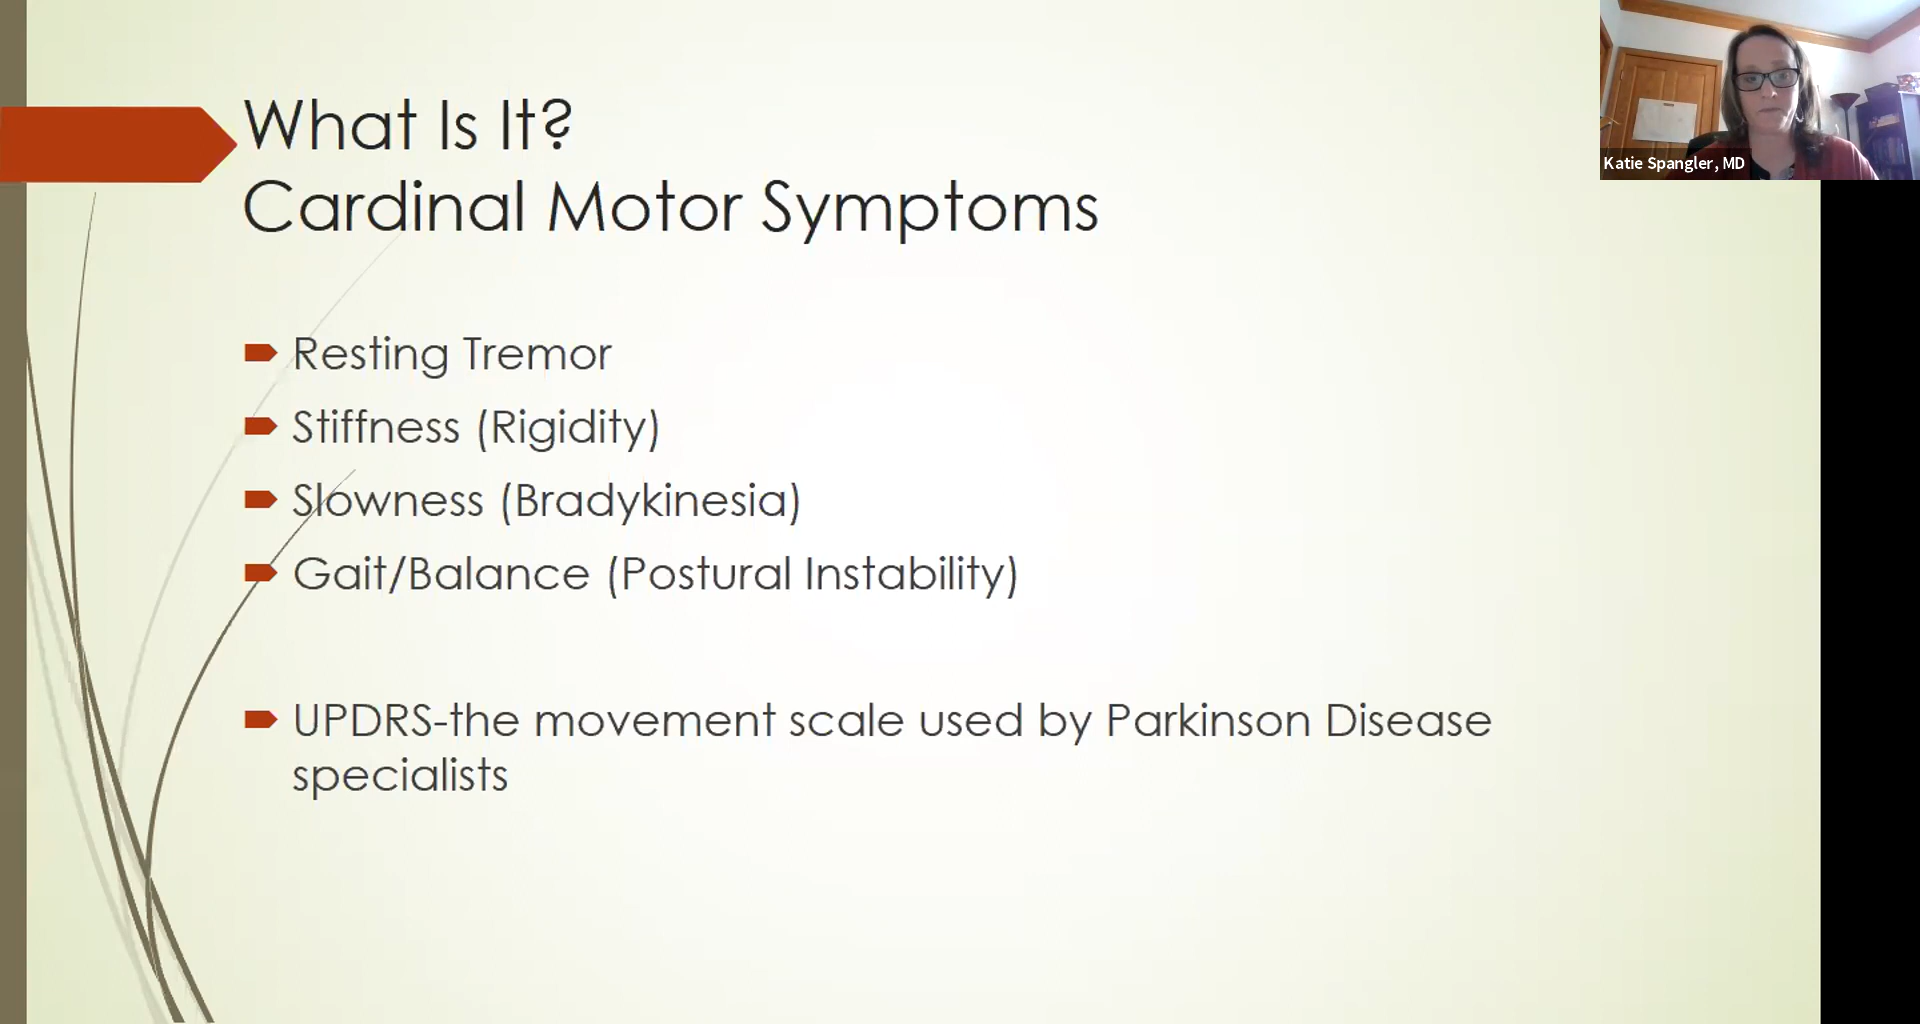 What Is It?
Cardinal Motor Symptoms
Resting Tremor
Stiffness (Rigidity)
Slowness (Bradykinesia)
Gait/Balance (Postural Instability)
UPDRS-the movement scale used by Parkinson Disease
specialists
Katie Spangler, MD